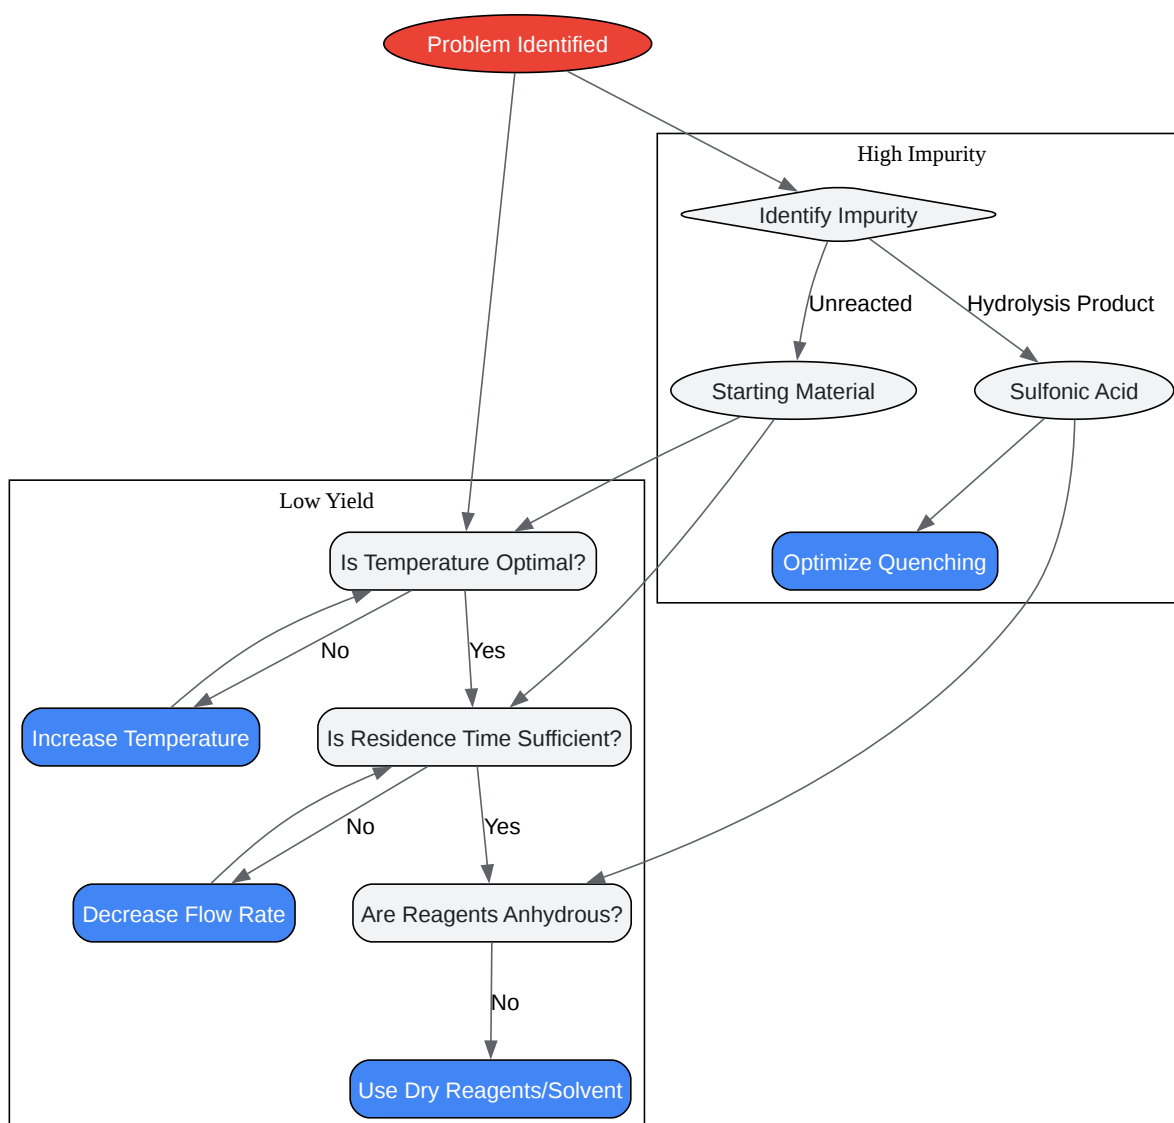 Problem Identified
High Impurity
Identify Impurity
Unreacted
Hydrolysis Product
Starting Material
Sulfonic Acid
Low Yield
Is Temperature Optimal?
Optimize Quenching
No
Yes
Increase Temperature
Is Residence Time Sufficient?
No
Yes
Decrease Flow Rate
Are Reagents Anhydrous?
No
Use Dry Reagents/Solvent